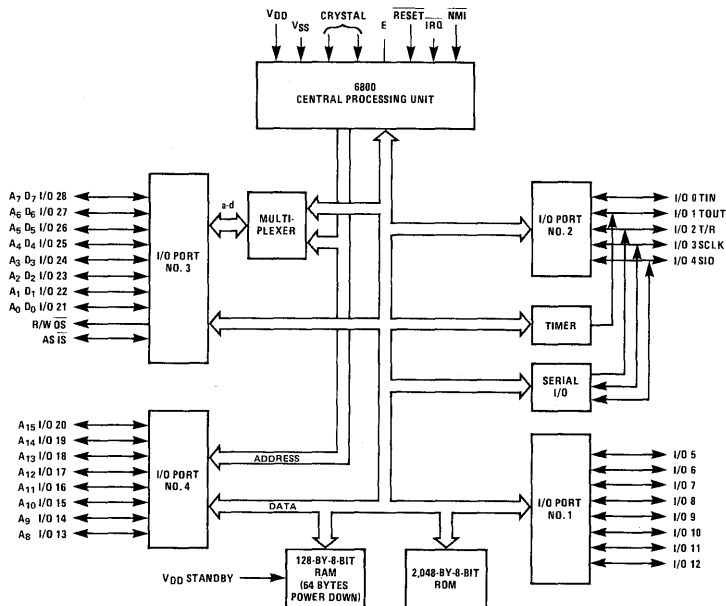 VDD
VSS
CRYSTAL
E
RESET
IRQ
NMI
6800
CENTRAL PROCESSING UNIT
A7 D7 I/O 28
A6 D6 I/O 27
A5 D5 I/O 26
A4 D4 I/O 25
A3 D3 I/O 24
A2 D2 I/O 23
A1 D1 I/O 22
A0 D0 I/O 21
R/W OS
AS IS
I/O PORT
NO. 3
a-d
MULTI-
PLEXER
I/O PORT
NO. 2
I/O 0 TIN
I/O 1 TOUT
I/O 2 T/R
I/O 3 SCLK
I/O 4 SIO
TIMER
SERIAL
I/O
A15 I/O 20
A14 I/O 19
A13 I/O 18
A12 I/O 17
A11 I/O 16
A10 I/O 15
A9 I/O 14
A8 I/O 13
I/O PORT
NO. 4
ADDRESS
DATA
I/O PORT
NO. 1
I/O 5
I/O 6
I/O 7
I/O 8
I/O 9
I/O 10
I/O 11
I/O 12
VDD STANDBY
128-BY-8-BIT
RAM
(64 BYTES
POWER DOWN)
2,048-BY-8-BIT
ROM